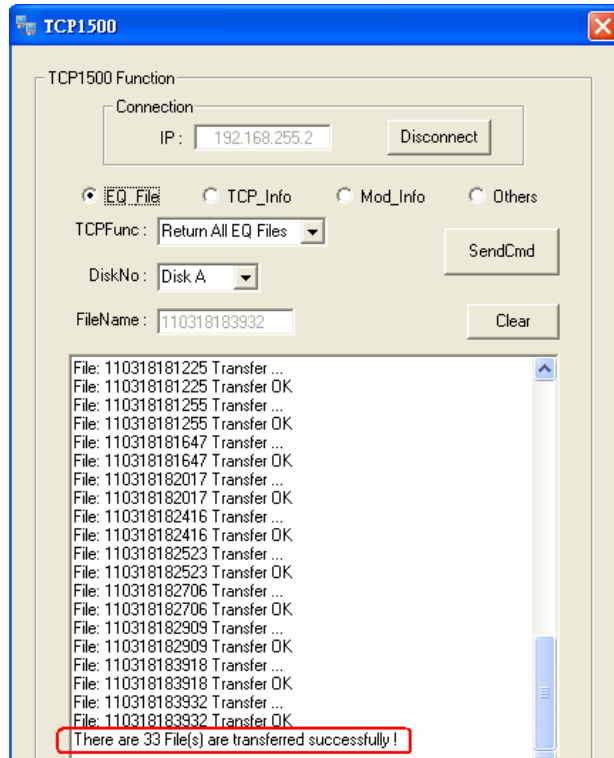 TCP1500
TCP1500 Function
Connection
IP : 192.168.255.2 Disconnect
EQ_File TCP_Info Mod_Info Others
TCPFunc : Return All EQ Files
SendCmd
DiskNo : Disk A
FileName : 110318183932 Clear
File: 110318181225 Transfer ...
File: 110318181225 Transfer OK
File: 110318181255 Transfer ...
File: 110318181255 Transfer OK
File: 110318181647 Transfer ...
File: 110318181647 Transfer OK
File: 110318182017 Transfer ...
File: 110318182017 Transfer OK
File: 110318182416 Transfer ...
File: 110318182416 Transfer OK
File: 110318182523 Transfer ...
File: 110318182523 Transfer OK
File: 110318182706 Transfer ...
File: 110318182706 Transfer OK
File: 110318182909 Transfer ...
File: 110318182909 Transfer OK
File: 110318183918 Transfer ...
File: 110318183918 Transfer OK
File: 110318183932 Transfer ...
File: 110318183932 Transfer OK
There are 33 File(s) are transferred successfully !